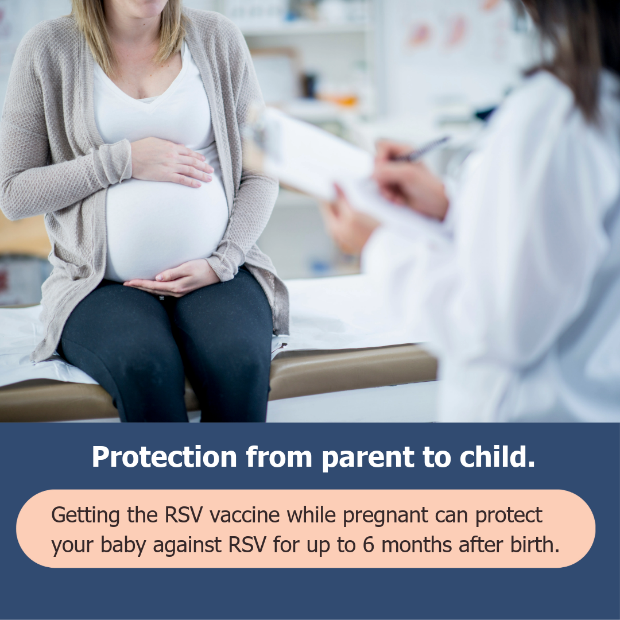 Protection from parent to child.
Getting the RSV vaccine while pregnant can protect
your baby against RSV for up to 6 months after birth.